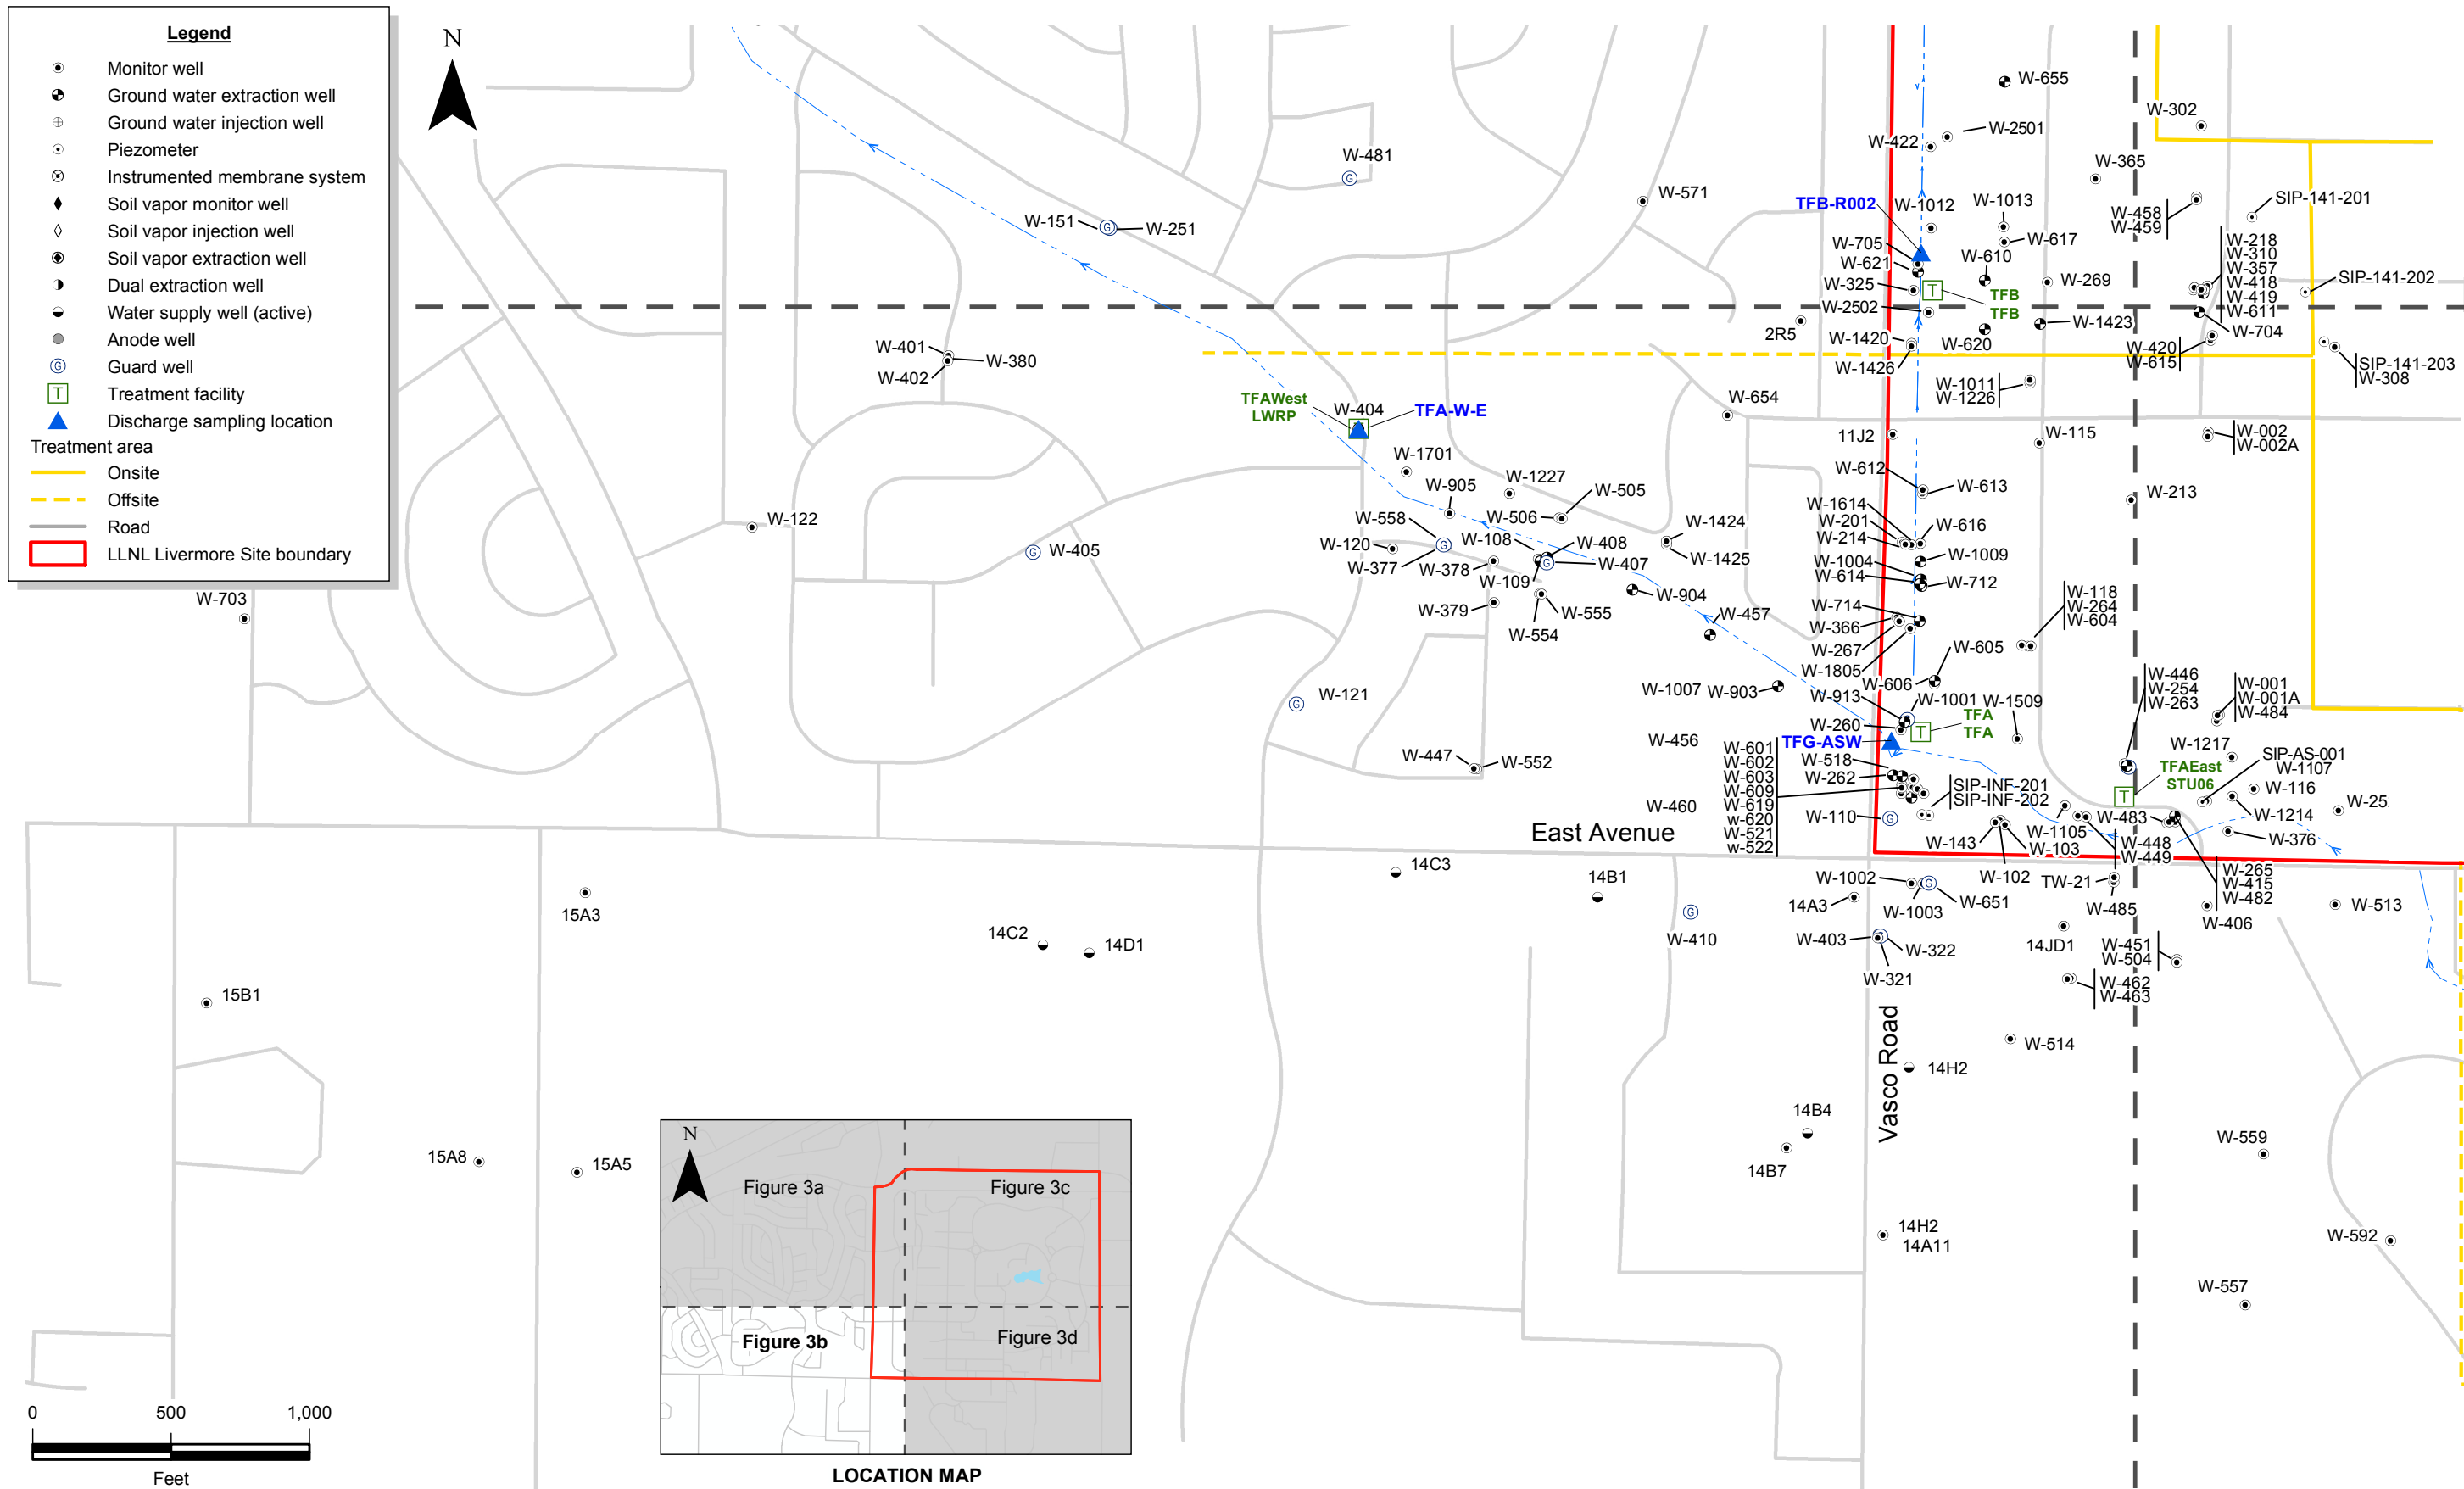 Legend
Monitor well
Ground water extraction well
Ground water injection well
Piezometer
Instrumented membrane system
Soil vapor monitor well
Soil vapor injection well
Soil vapor extraction well
Dual extraction well
Water supply well (active)
Anode well
G Guard well
T Treatment facility
Discharge sampling location
Treatment area
Onsite
Offsite
Road
LLNL Livermore Site boundary
N
W-655
W-302
W-422
W-2501
W-481
W-365
W-571
TFB-R002
W-1012
W-1013
SIP-141-201
W-151
W-251
W-458
W-459
W-705
W-617
W-218
W-310
W-357
W-418
W-419
W-611
W-621
W-610
W-325
W-269
SIP-141-202
TFB
TFB
W-2502
2R5
W-1423
W-704
W-401
W-380
W-402
W-1420
W-620
W-420
W-615
W-1426
SIP-141-203
W-308
W-1011
W-1226
TFAWest
LWRP
W-404
TFA-W-E
W-654
11J2
W-115
W-002
W-002A
W-1701
W-612
W-905
W-1227
W-505
W-613
W-213
W-1614
W-122
W-558
W-506
W-1424
W-201
W-616
W-405
W-120
W-108
W-408
W-214
W-377
W-378
W-407
W-1425
W-1004
W-1009
W-109
W-614
W-712
W-703
W-379
W-555
W-904
W-118
W-264
W-604
W-554
W-457
W-714
W-366
W-267
W-605
W-1805
W-121
W-1007
W-903
W-606
W-446
W-254
W-263
W-001
W-001A
W-484
W-913
W-1001
W-1509
W-260
TFA
TFA
W-456
TFG-ASW
W-447
W-552
W-601
W-602
W-603
W-609
W-619
w-620
W-521
w-522
W-518
W-262
W-1217
SIP-AS-001
W-1107
TFAEast
STU06
SIP-INF-201
SIP-INF-202
W-116
W-460
W-110
W-483
W-1214
W-25
East Avenue
W-143
W-103
W-1105
W-448
W-449
W-376
14C3
14B1
W-1002
W-102
TW-21
W-265
W-415
W-482
15A3
14A3
W-1003
W-651
W-485
W-406
W-513
14C2
14D1
W-410
W-403
W-322
14JD1
W-451
W-504
W-321
W-462
W-463
15B1
Vasco Road
W-514
14H2
14B4
14B7
W-559
15A8
15A5
14H2
14A11
W-592
W-557
N
Figure 3a
Figure 3c
Figure 3b
Figure 3d
LOCATION MAP
0 500 1,000
Feet